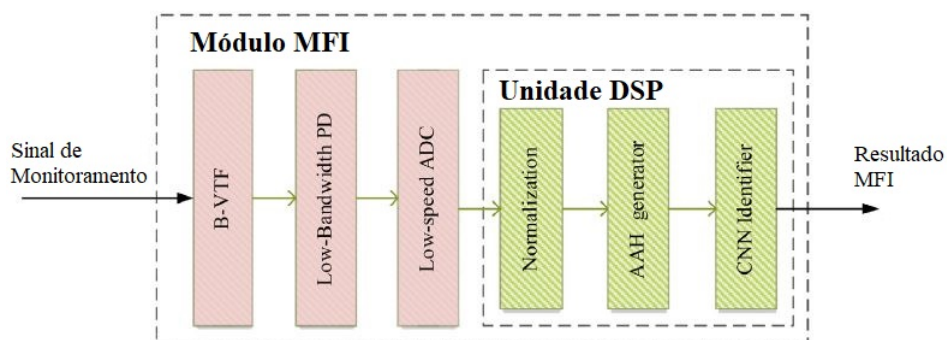 Módulo MFI
Unidade DSP
Sinal de
Monitoramento
B-VTF
Low-Bandwidth PD
Low-speed ADC
Normalization
AAH generator
CNN Identifier
Resultado
MFI